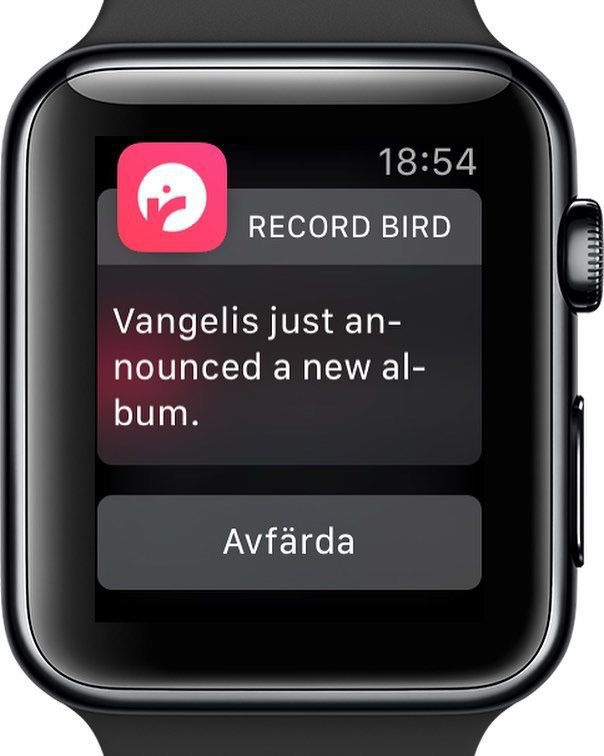 18:54
RECORD BIRD
Vangelis just an-
nounced a new al-
bum.
Avfärda